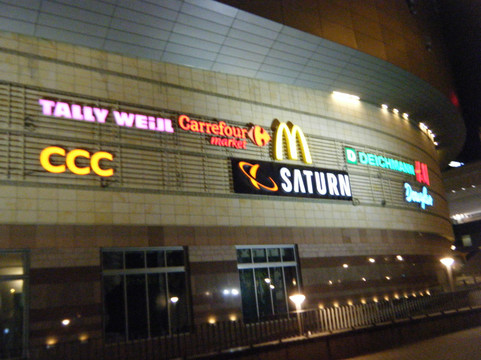 TALLY WEiJL
Carrefour
market
M
D DEICHMANN
H&M
CCC
SATURN
Douglas